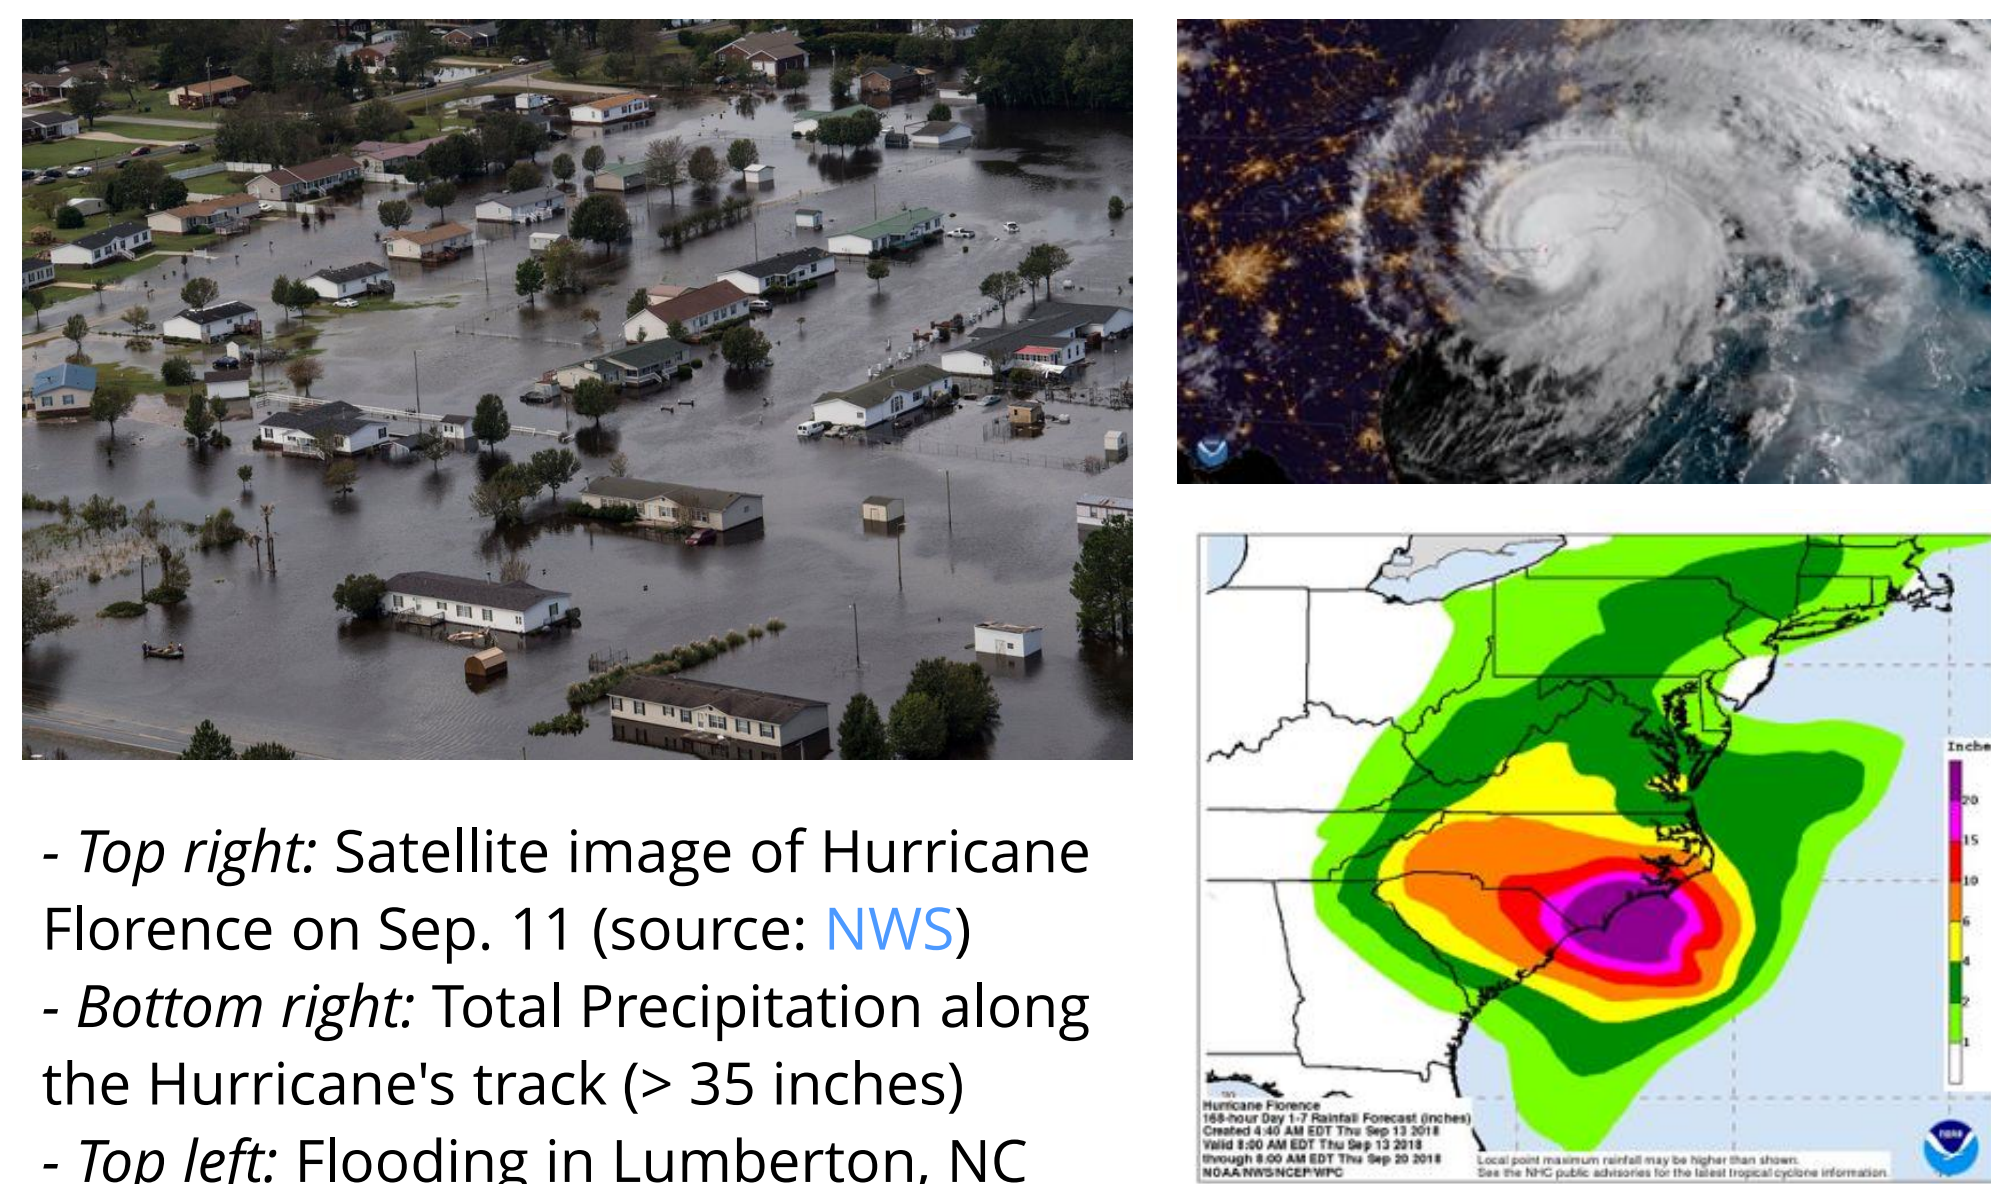 - Top right: Satellite image of Hurricane
Florence on Sep. 11 (source: NWS)
- Bottom right: Total Precipitation along
the Hurricane's track (> 35 inches)
- Top left: Flooding in Lumberton, NC
Inche
20
15
10
6
4
2
1
Hurricane Florence
168-hour Day 1-7 Rainfall Forecast (inches)
Created 4:40 AM EDT Thu Sep 13 2018
Valid 8:00 AM EDT Thu Sep 13 2018
through 8:00 AM EDT Thu Sep 20 2018
NOAA/NWS/NCEP/WPC
Local point maximum rainfall may be higher than shown.
See the NHC public advisories for the latest tropical cyclone information.